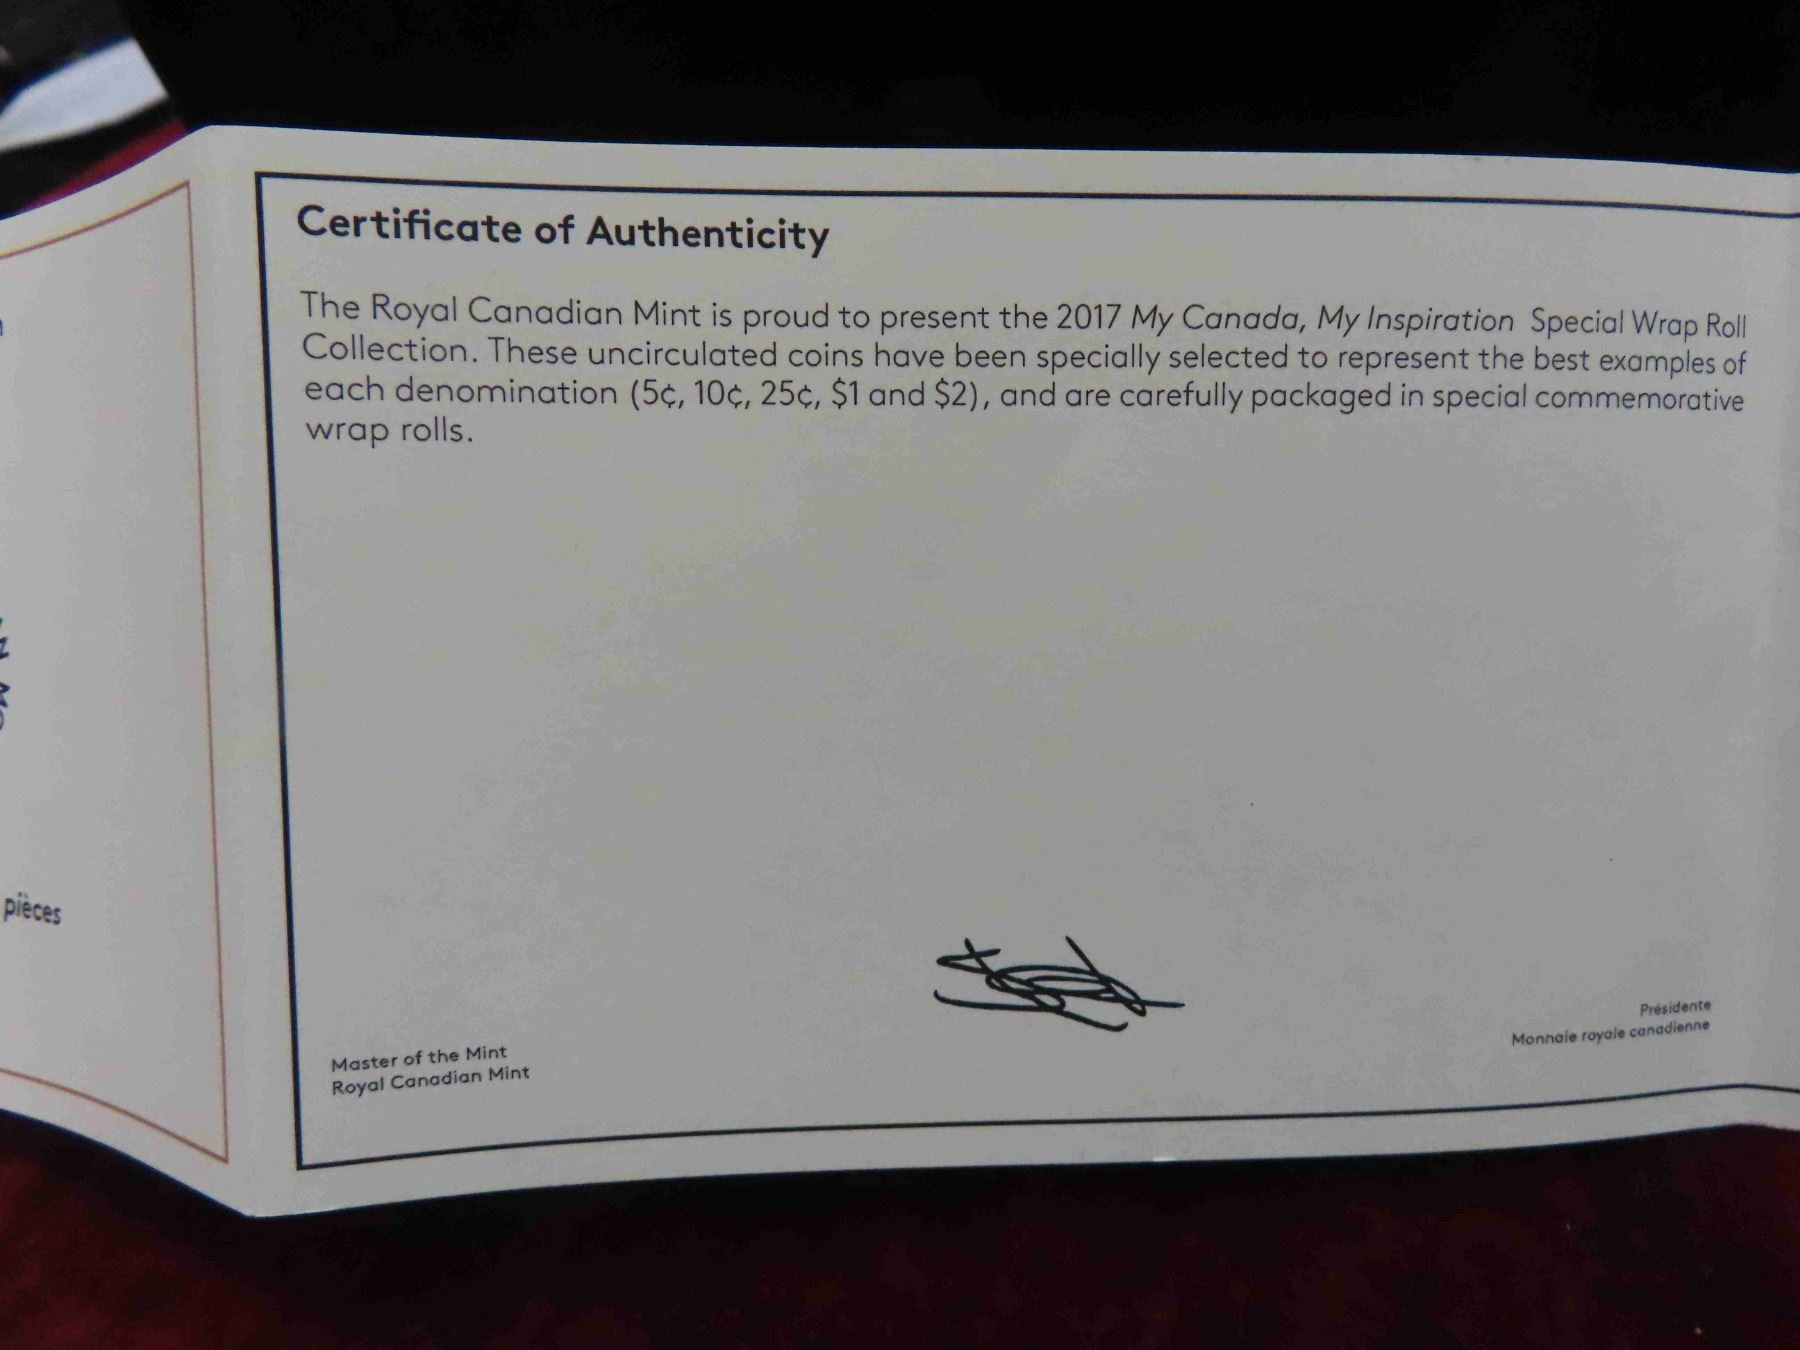 Certificate of Authenticity
The Royal Canadian Mint is proud to present the 2017 My Canada, My Inspiration Special Wrap Roll
Collection. These uncirculated coins have been specially selected to represent the best examples of
each denomination (5¢, 10¢, 25¢, $1 and $2), and are carefully packaged in special commemorative
wrap rolls.
Master of the Mint
Royal Canadian Mint
Présidente
Monnaie royale canadienne
pièces